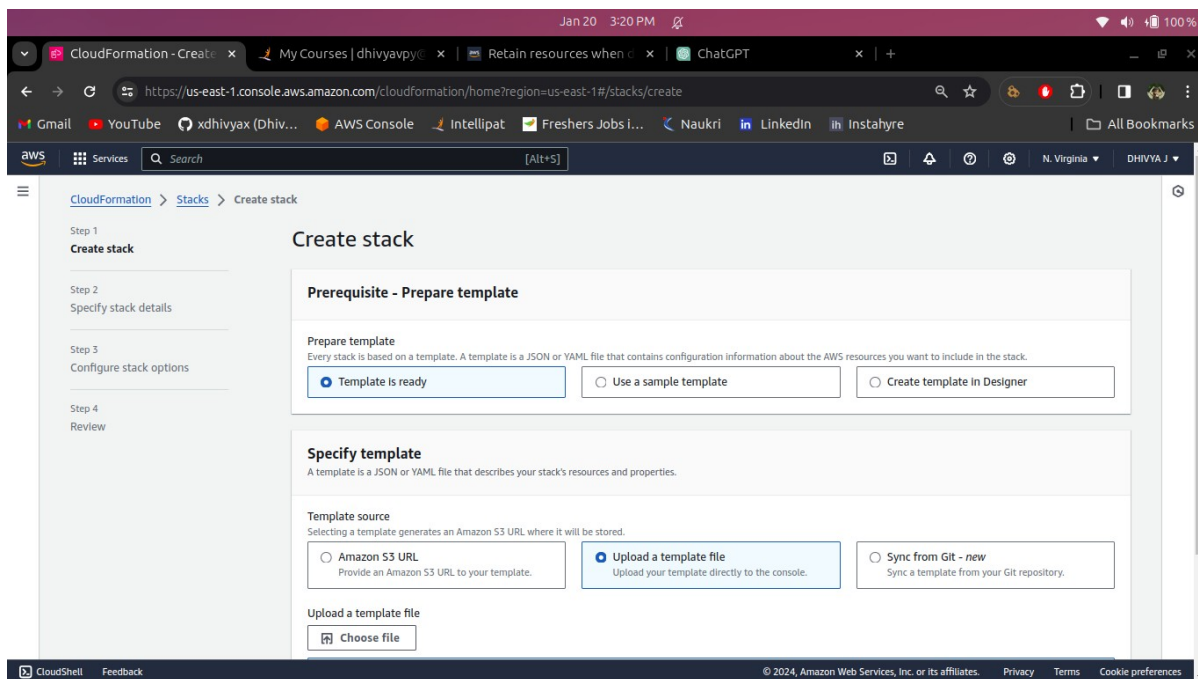 Jan 20 3:20 PM 100 %
CloudFormation - Create My Courses | dhivyavpy@ Retain resources when d ChatGPT
https://us-east-1.console.aws.amazon.com/cloudformation/home?region=us-east-1#/stacks/create
Gmail YouTube xdhivyax (Dhiv... AWS Console Intellipat Freshers Jobs i... Naukri in LinkedIn ih Instahyre All Bookmarks
aws Services Search [Alt+S] N. Virginia DHIVYA J
CloudFormation > Stacks > Create stack
Step 1
Create stack
Step 2
Specify stack details
Step 3
Configure stack options
Step 4
Review
Create stack
Prerequisite - Prepare template
Prepare template
Every stack is based on a template. A template is a JSON or YAML file that contains configuration information about the AWS resources you want to include in the stack.
Template is ready Use a sample template Create template in Designer
Specify template
A template is a JSON or YAML file that describes your stack's resources and properties.
Template source
Selecting a template generates an Amazon S3 URL where it will be stored.
Amazon S3 URL Upload a template file Sync from Git - new
Provide an Amazon S3 URL to your template. Upload your template directly to the console. Sync a template from your Git repository.
Upload a template file
Choose file
CloudShell Feedback © 2024, Amazon Web Services, Inc. or its affiliates. Privacy Terms Cookie preferences